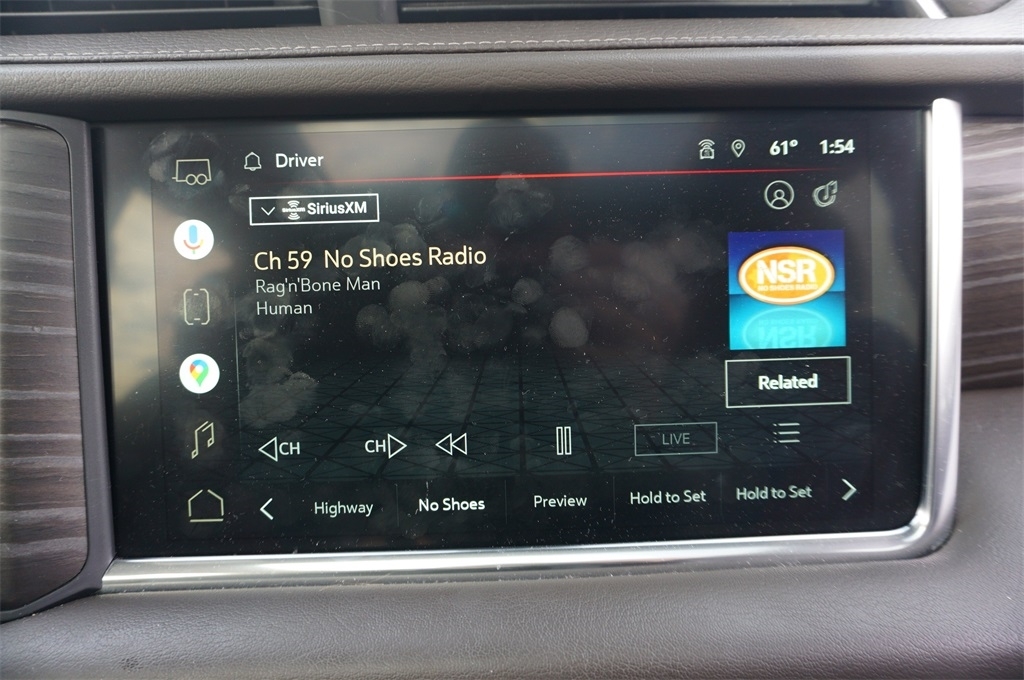 Driver
61° 1:54
SiriusXM
Ch 59 No Shoes Radio
Rag'n'Bone Man
Human
NSR
NO SHOES RADIO
Related
CH
CH
LIVE
Highway
No Shoes
Preview
Hold to Set
Hold to Set